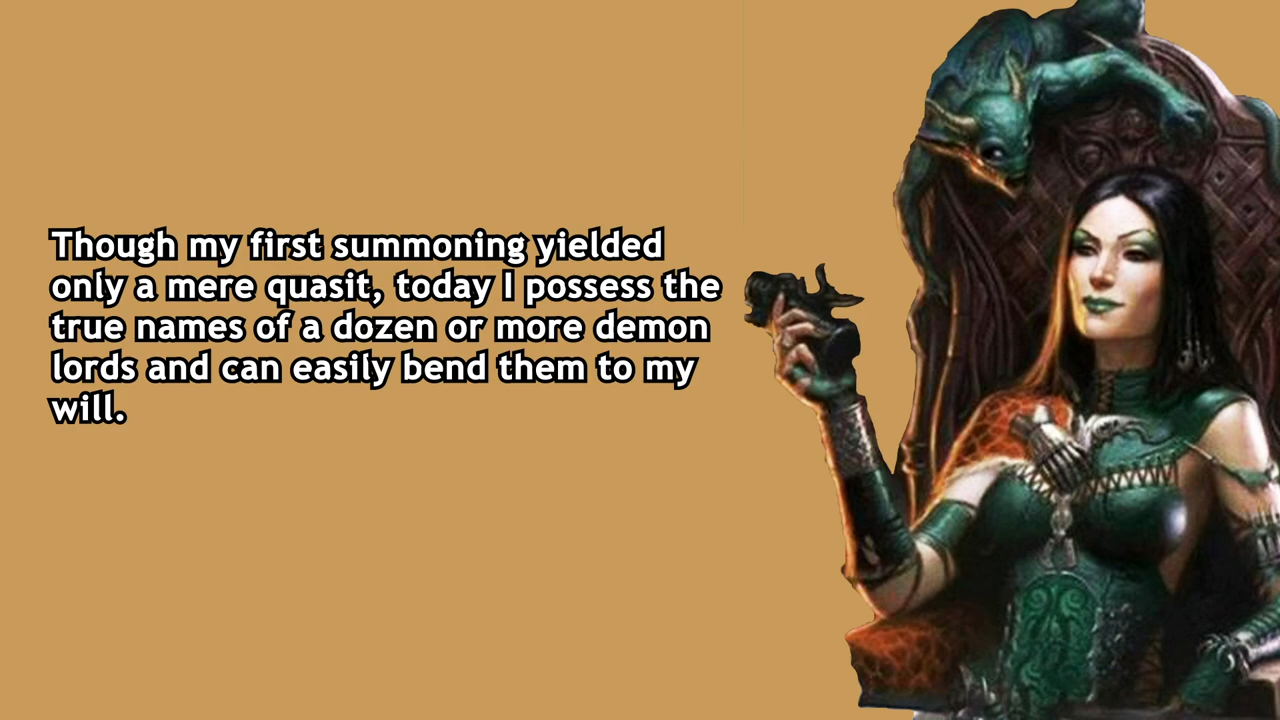 Though my first summoning yielded
only a mere quasit, today I possess the
true names of a dozen or more demon
lords and can easily bend them to my
will.